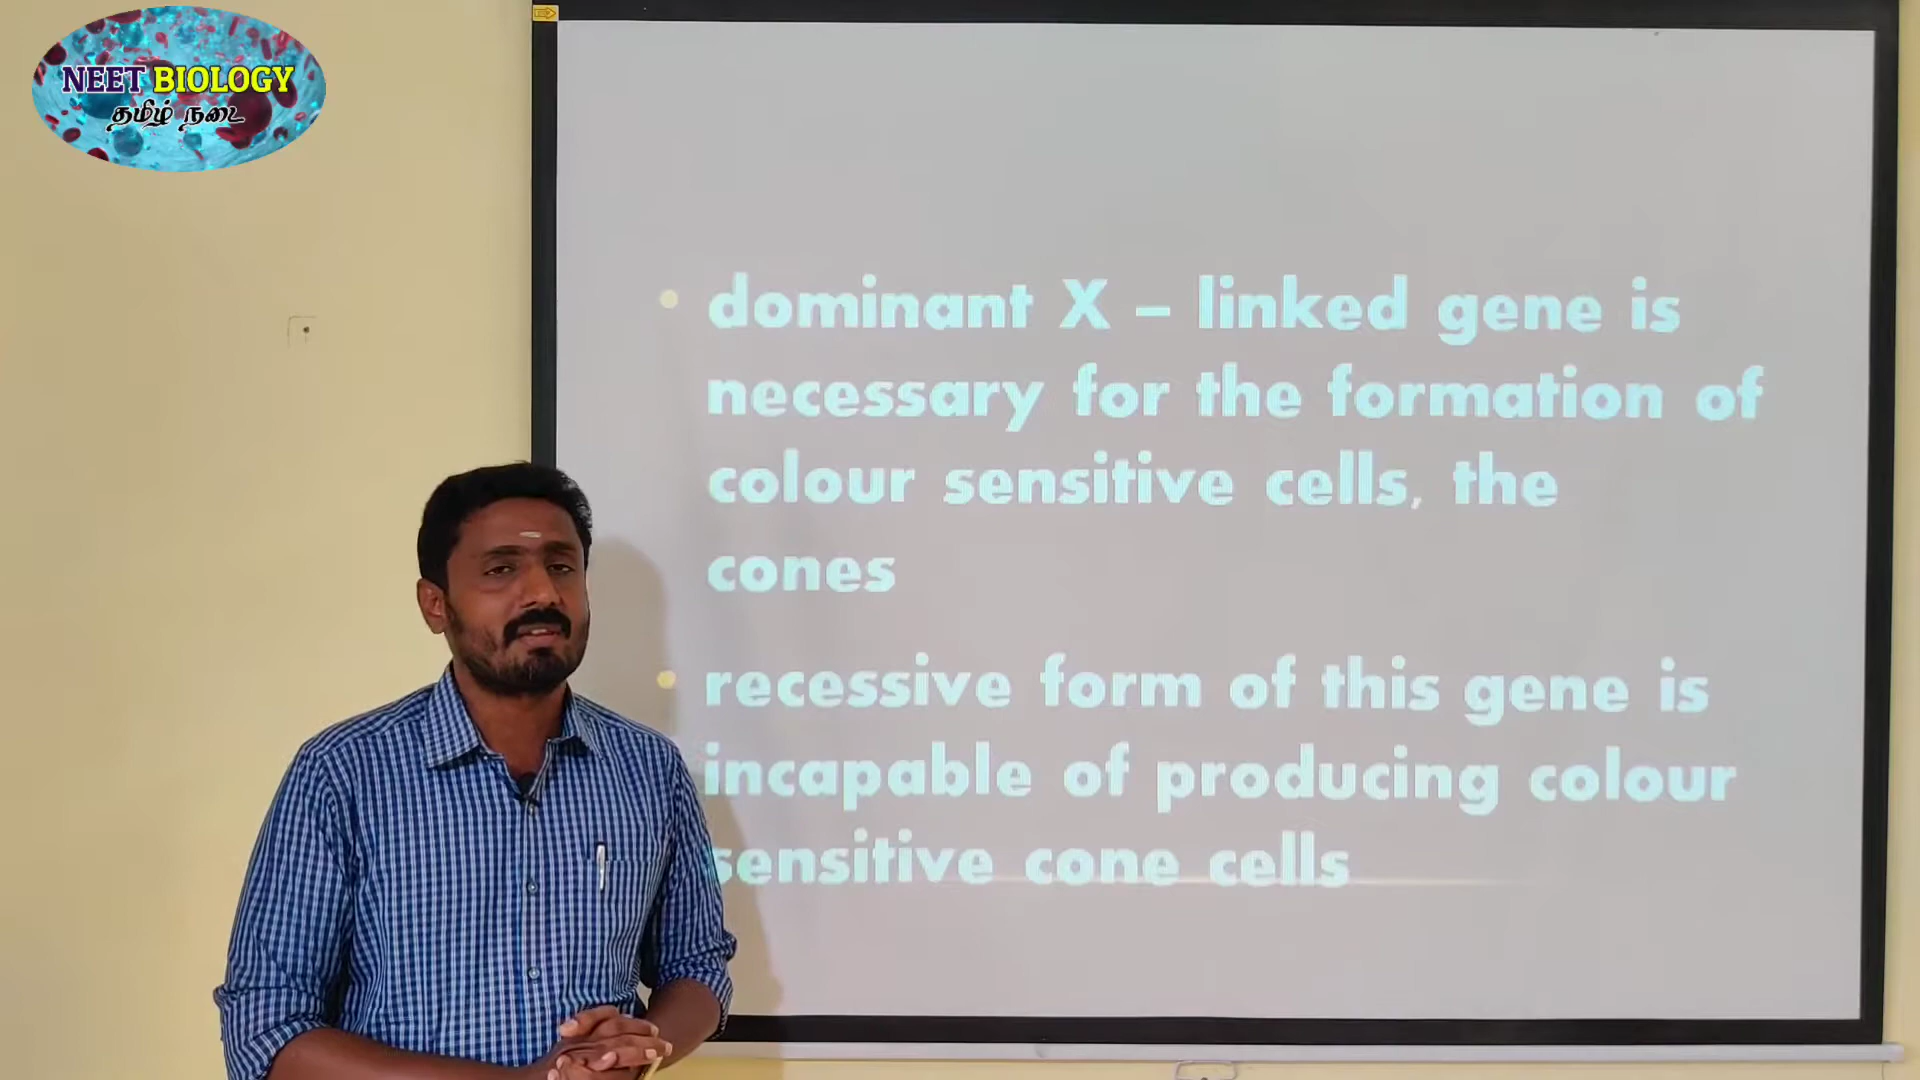 NEET BIOLOGY
தமிழ் நடை
• dominant X – linked gene is
necessary for the formation of
colour sensitive cells, the
cones
• recessive form of this gene is
incapable of producing colour
sensitive cone cells